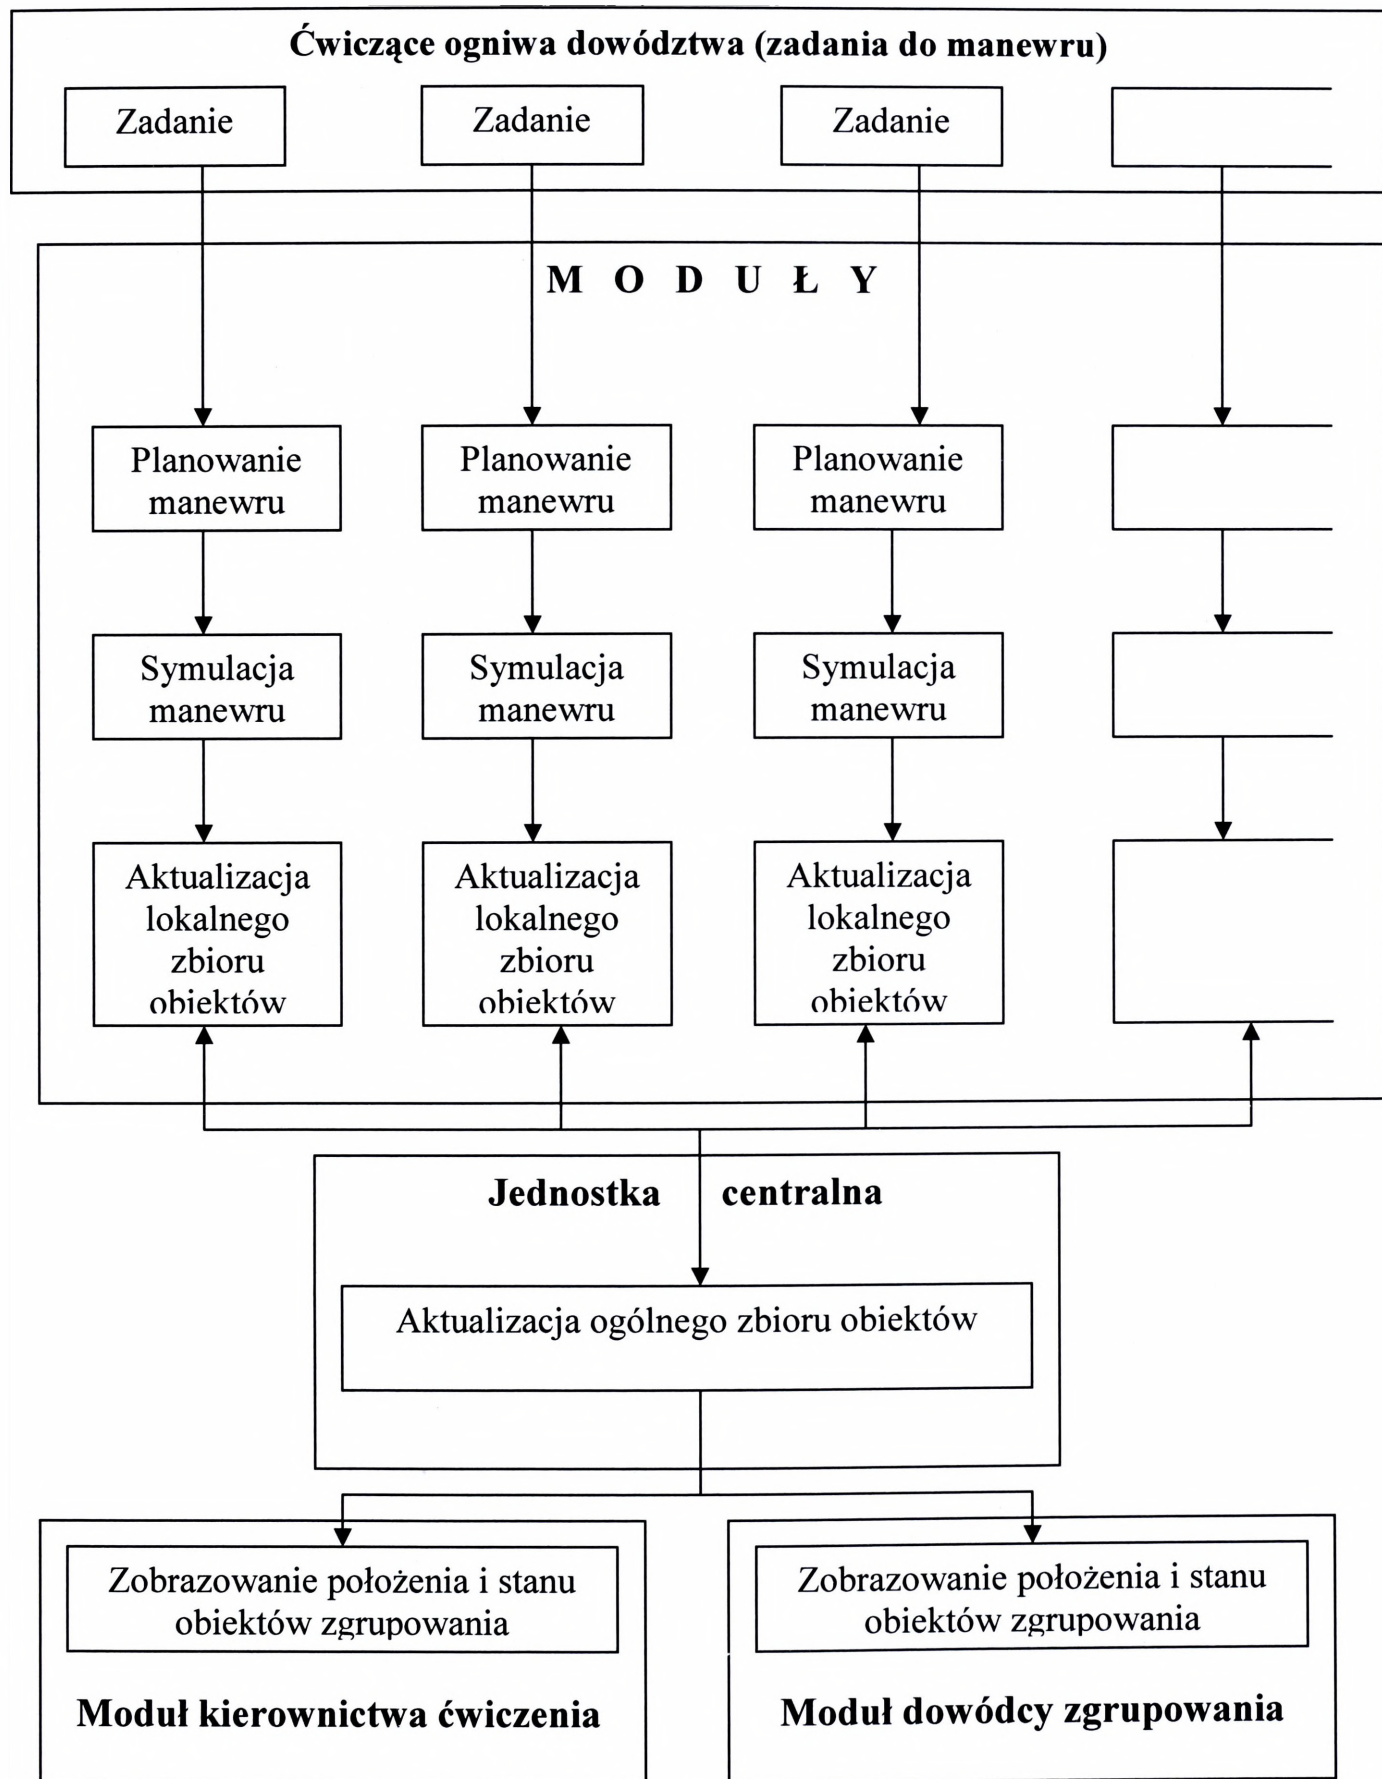 Ćwiczące ogniwa dowództwa (zadania do manewru)
Zadanie
Zadanie
Zadanie
M O D U Ł Y
Planowanie
manewru
Planowanie
manewru
Planowanie
manewru
Symulacja
manewru
Symulacja
manewru
Symulacja
manewru
Aktualizacja
lokalnego
zbioru
obiektów
Aktualizacja
lokalnego
zbioru
obiektów
Aktualizacja
lokalnego
zbioru
obiektów
Jednostka centralna
Aktualizacja ogólnego zbioru obiektów
Zobrazowanie położenia i stanu
obiektów zgrupowania
Zobrazowanie położenia i stanu
obiektów zgrupowania
Moduł kierownictwa ćwiczenia
Moduł dowódcy zgrupowania